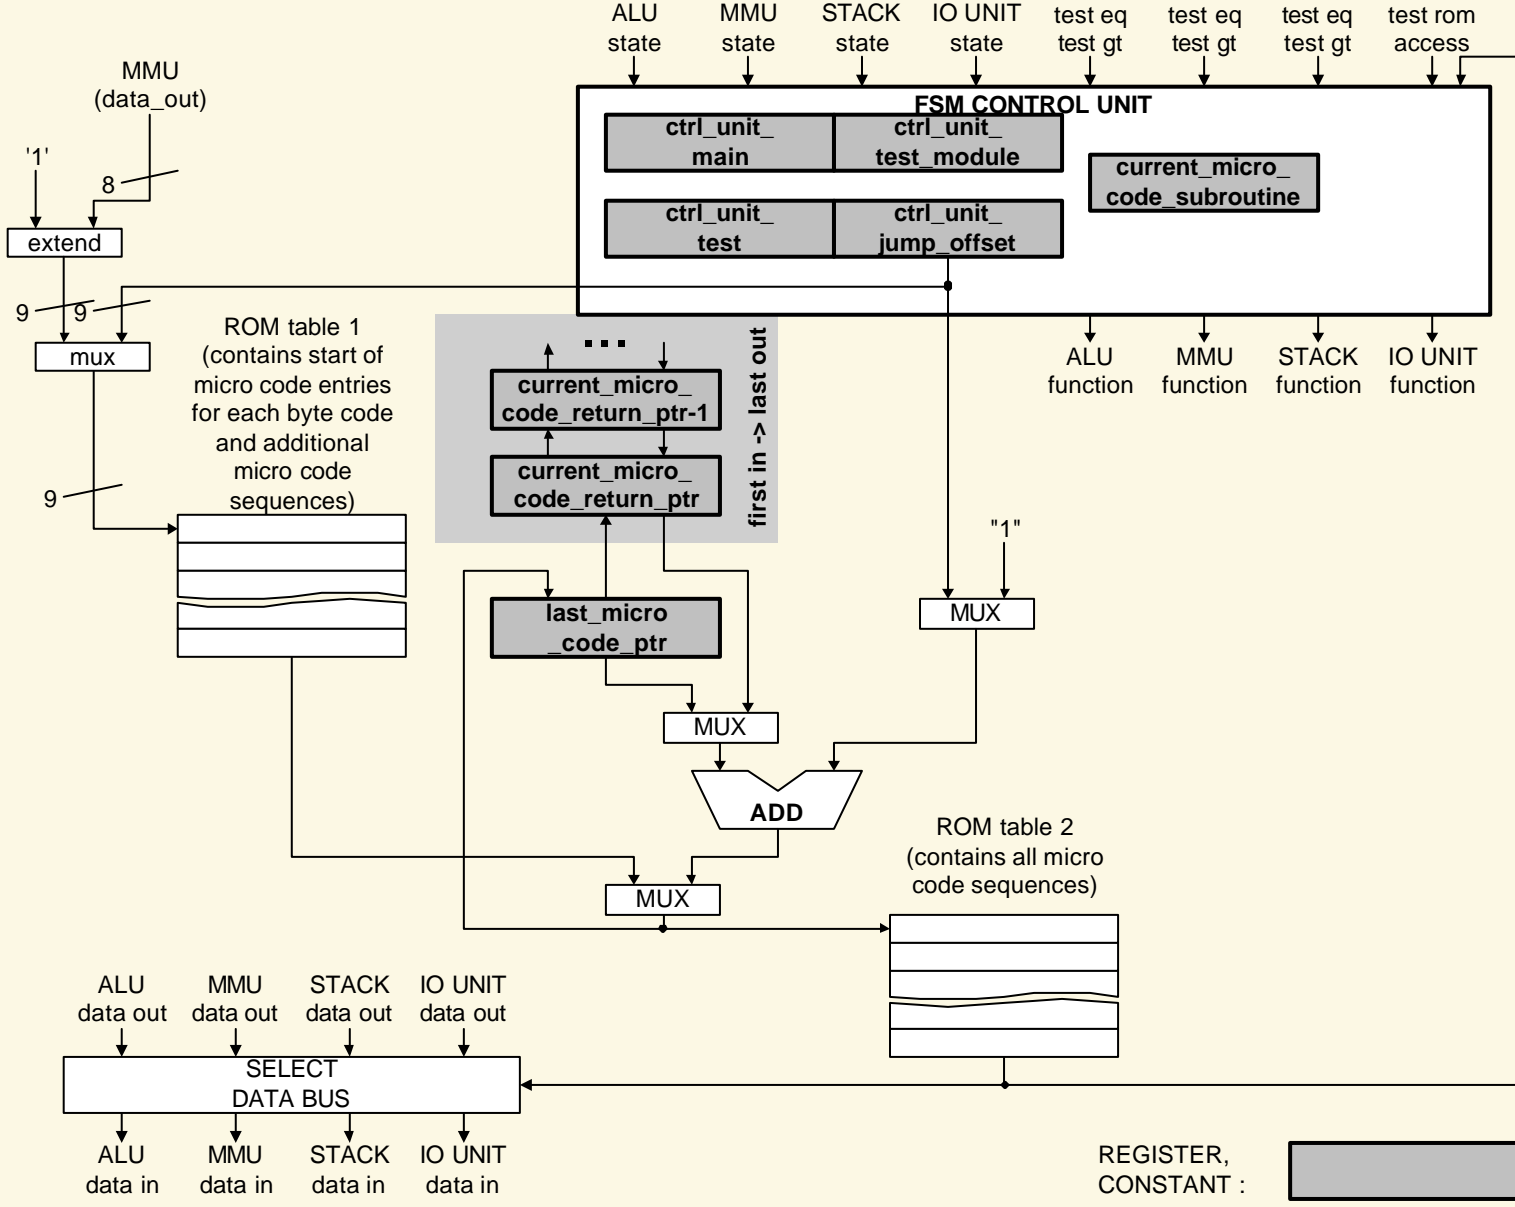 ALU
state
MMU
state
STACK
state
IO UNIT
state
test eq
test gt
test eq
test gt
test eq
test gt
test rom
access
MMU
(data_out)
'1'
8
extend
9
9
mux
9
FSM CONTROL UNIT
ctrl_unit_
main
ctrl_unit_
test_module
ctrl_unit_
test
ctrl_unit_
jump_offset
current_micro_
code_subroutine
ALU
function
MMU
function
STACK
function
IO UNIT
function
ROM table 1
(contains start of
micro code entries
for each byte code
and additional
micro code
sequences)
...
current_micro_
code_return_ptr-1
current_micro_
code_return_ptr
first in -> last out
last_micro
_code_ptr
"1"
MUX
MUX
ADD
MUX
ROM table 2
(contains all micro
code sequences)
ALU
data out
MMU
data out
STACK
data out
IO UNIT
data out
SELECT
DATA BUS
ALU
data in
MMU
data in
STACK
data in
IO UNIT
data in
REGISTER,
CONSTANT :